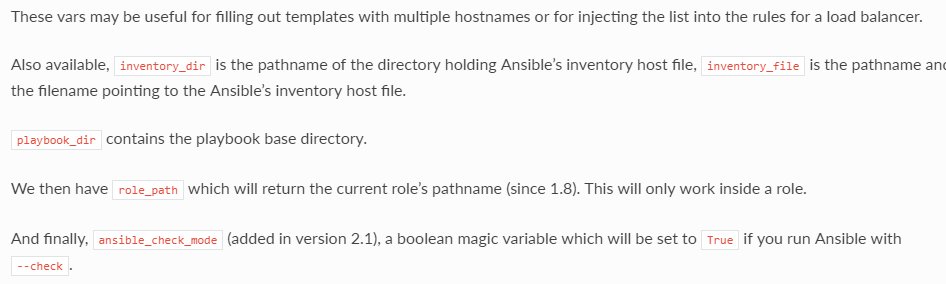 These vars may be useful for filling out templates with multiple hostnames or for injecting the list into the rules for a load balancer.
Also available, inventory_dir is the pathname of the directory holding Ansible’s inventory host file, inventory_file is the pathname and
the filename pointing to the Ansible’s inventory host file.
playbook_dir contains the playbook base directory.
We then have role_path which will return the current role’s pathname (since 1.8). This will only work inside a role.
And finally, ansible_check_mode (added in version 2.1), a boolean magic variable which will be set to True if you run Ansible with
--check .